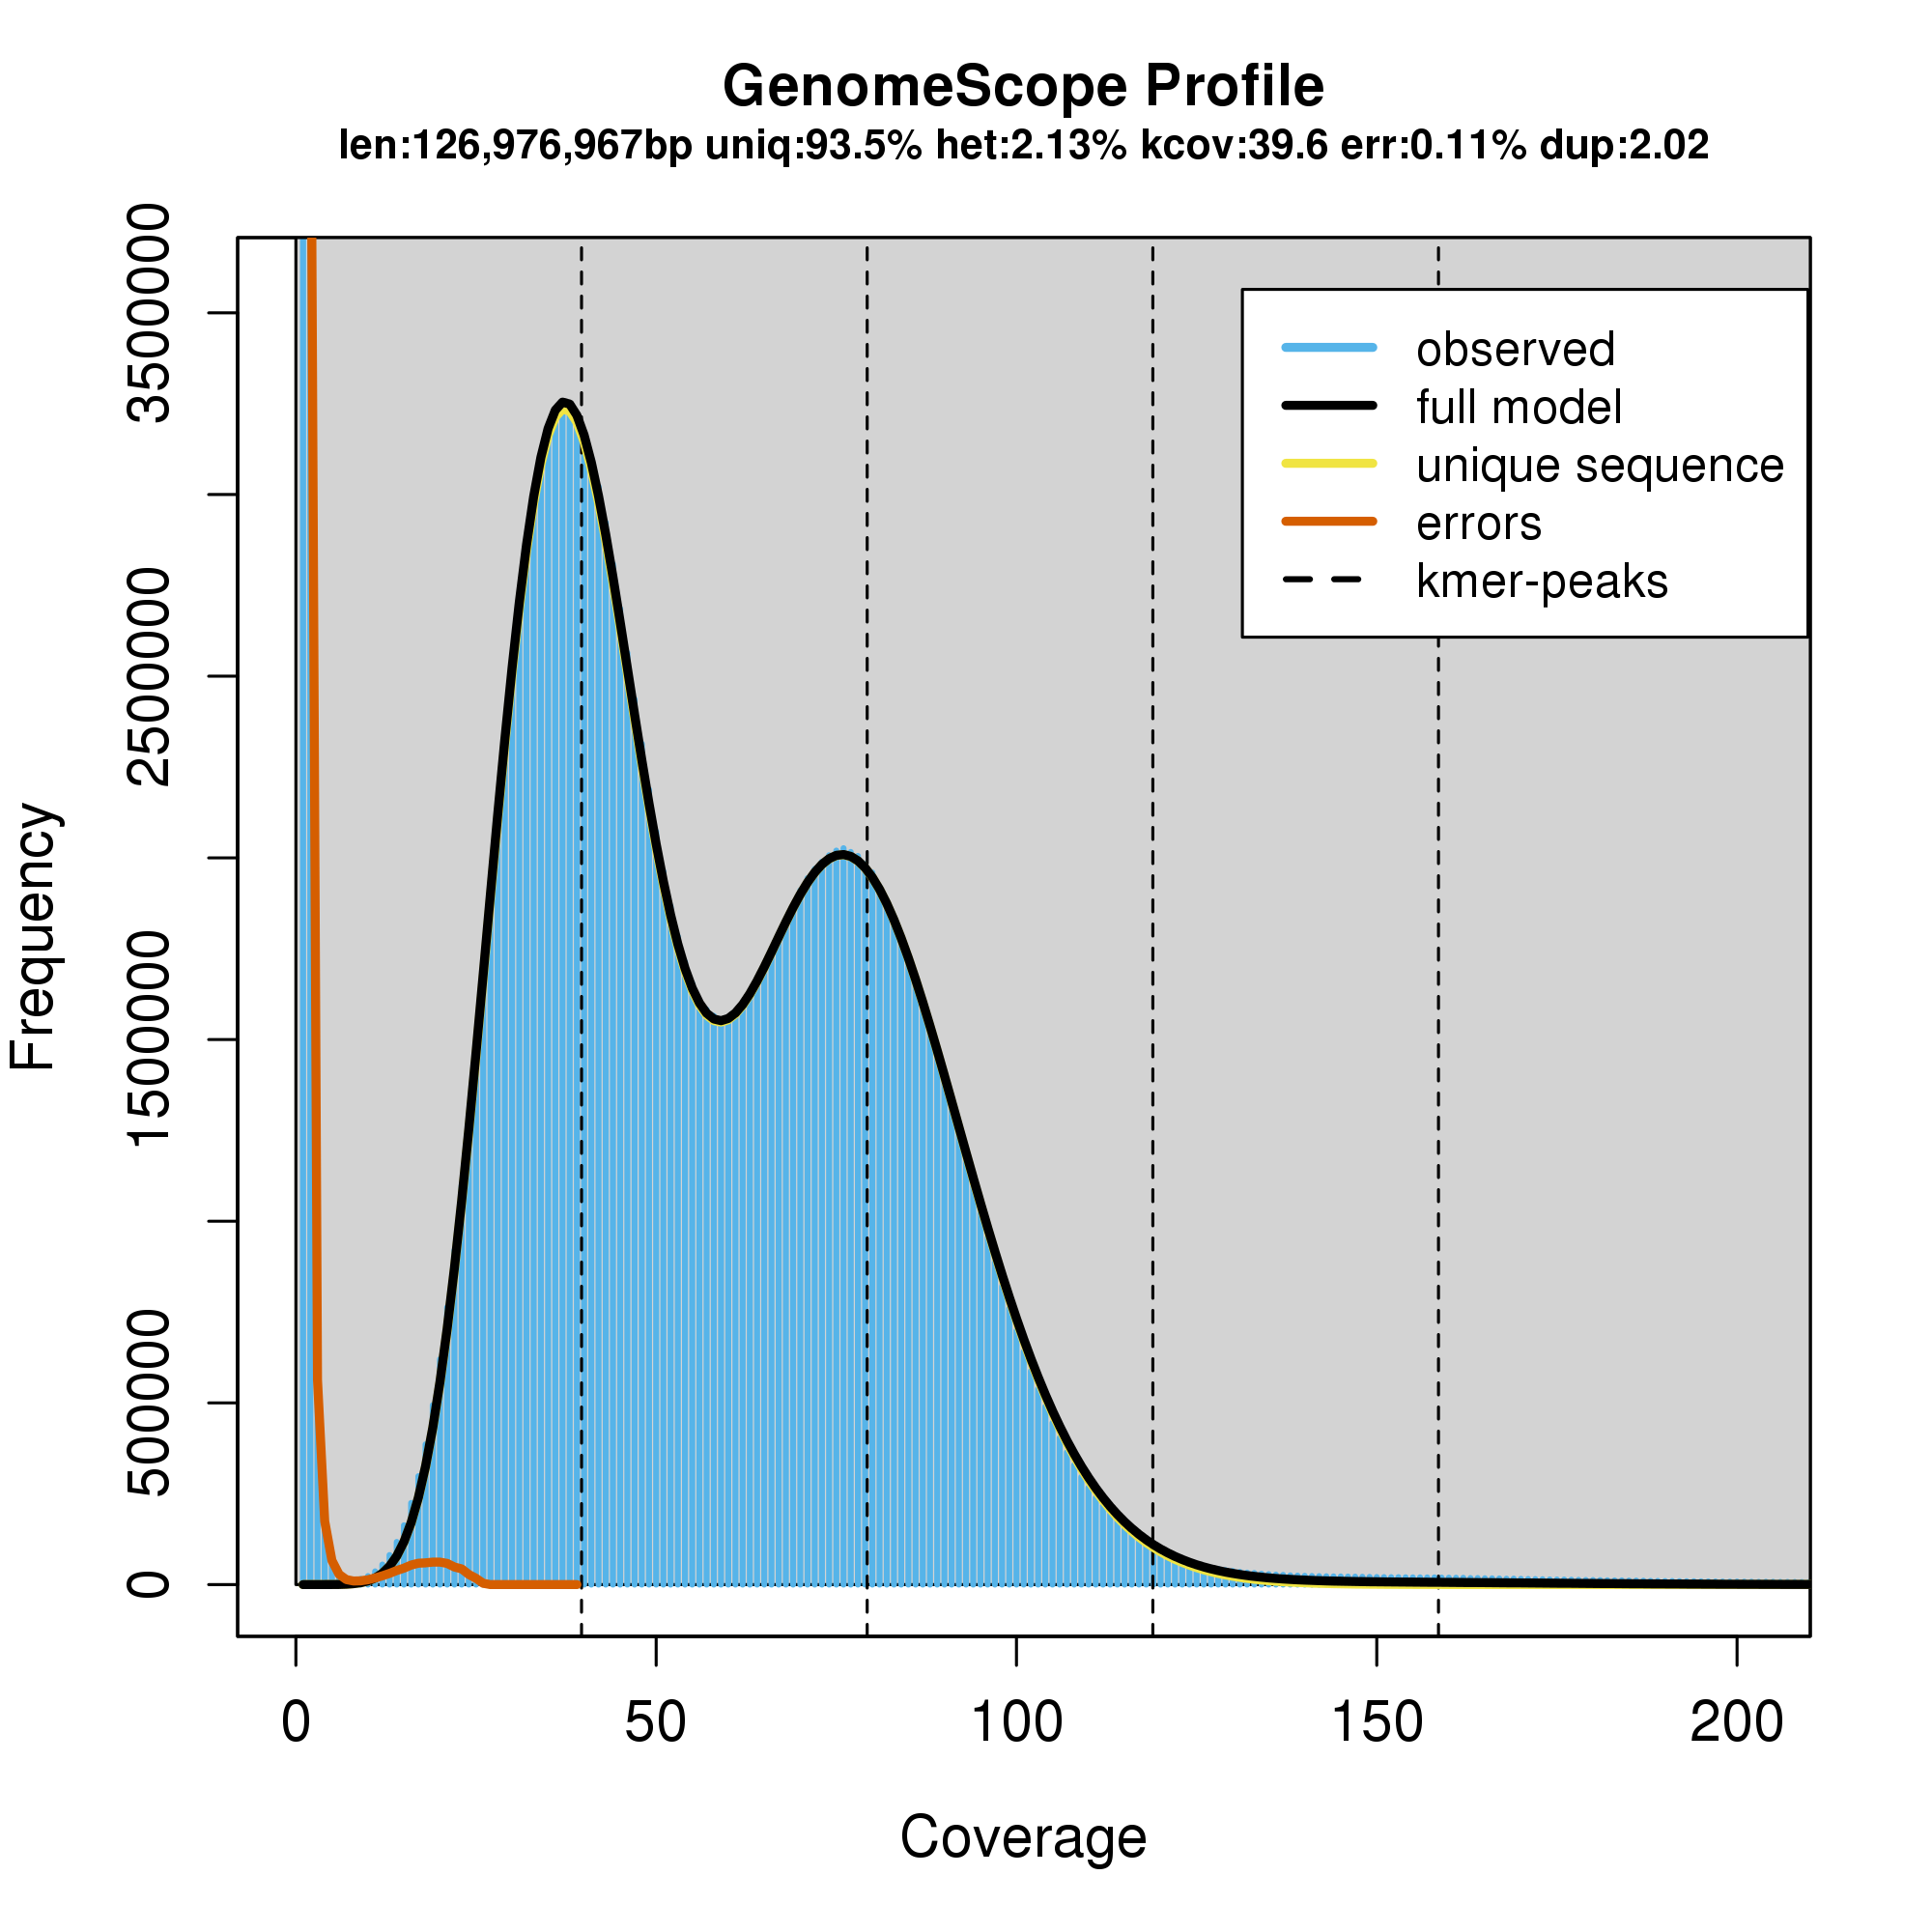 GenomeScope Profile
len:126,976,967bp uniq:93.5% het:2.13% kcov:39.6 err:0.11% dup:2.02
observed
full model
unique sequence
errors
kmer-peaks
Frequency
3500000
2500000
1500000
500000
0
0 50 100 150 200
Coverage